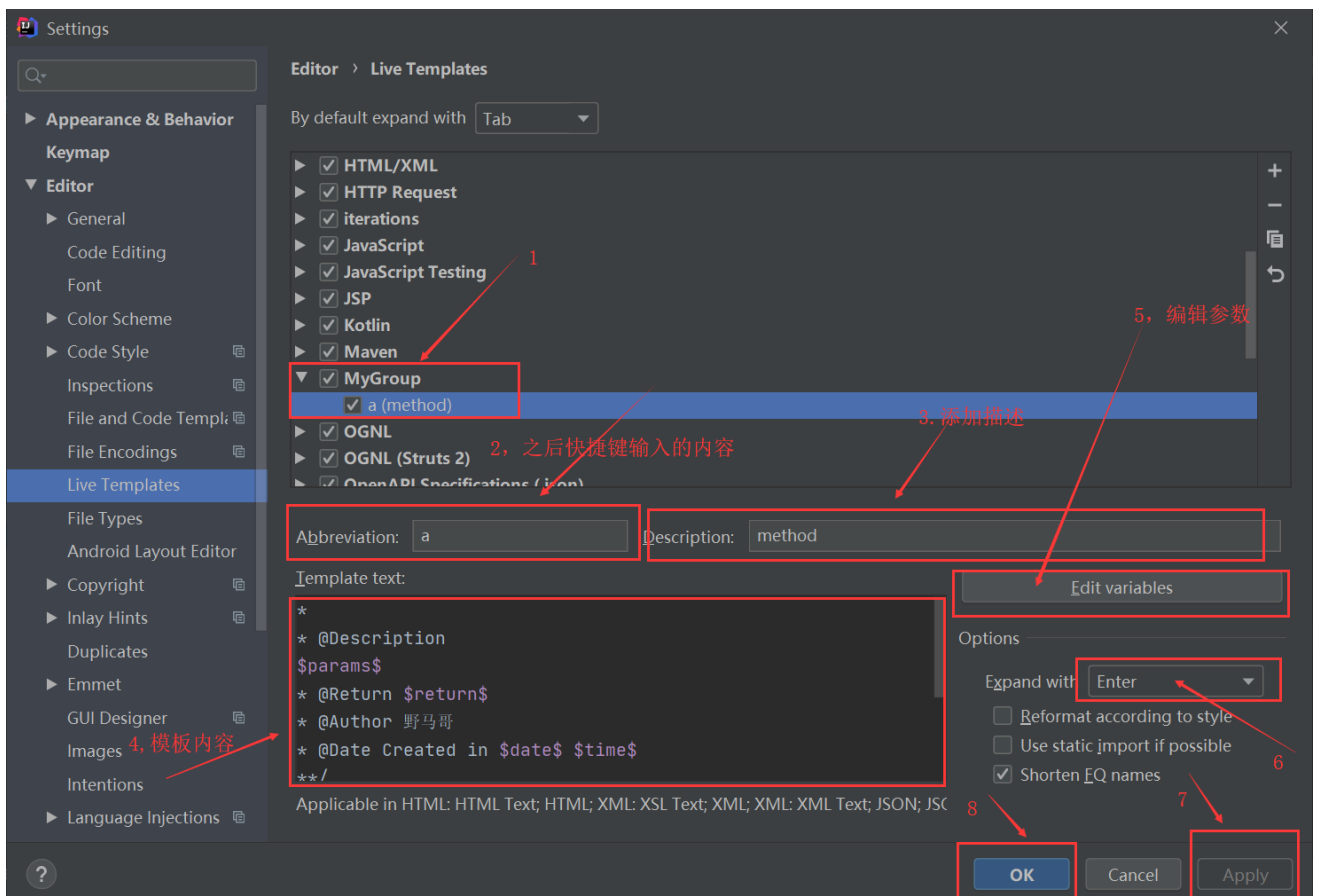 Settings
Editor › Live Templates
By default expand with Tab
Appearance & Behavior
Keymap
Editor
General
Code Editing
Font
Color Scheme
Code Style
Inspections
File and Code Templa
File Encodings
Live Templates
File Types
Android Layout Editor
Copyright
Inlay Hints
Duplicates
Emmet
GUI Designer
Images
Intentions
Language Injections
HTML/XML
HTTP Request
iterations
JavaScript
JavaScript Testing
JSP
Kotlin
Maven
MyGroup
a (method)
OGNL
OGNL (Struts 2)
OpenAPI Specifications (.json)
1
2, 之后快捷键输入的内容
3.添加描述
5, 编辑参数
Abbreviation: a
Description: method
Template text:
*
* @Description
$params$
* @Return $return$
* @Author 野马哥
* @Date Created in $date$ $time$
**/
4,模板内容
Edit variables
Options
Expand with Enter
Reformat according to style
Use static import if possible
Shorten FQ names
6
7
8
Applicable in HTML: HTML Text; HTML; XML: XSL Text; XML; XML: XML Text; JSON; JSO
?
OK
Cancel
Apply